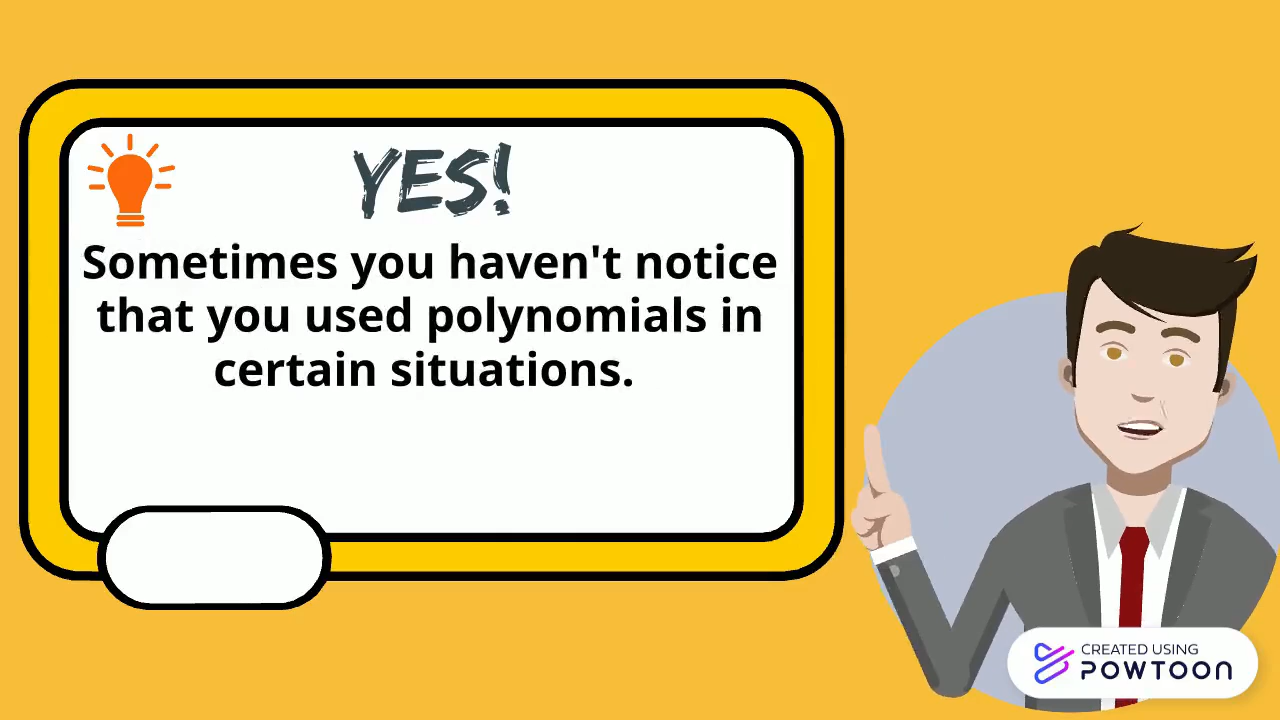 YES!
Sometimes you haven't notice
that you used polynomials in
certain situations.
CREATED USING
POWTOON